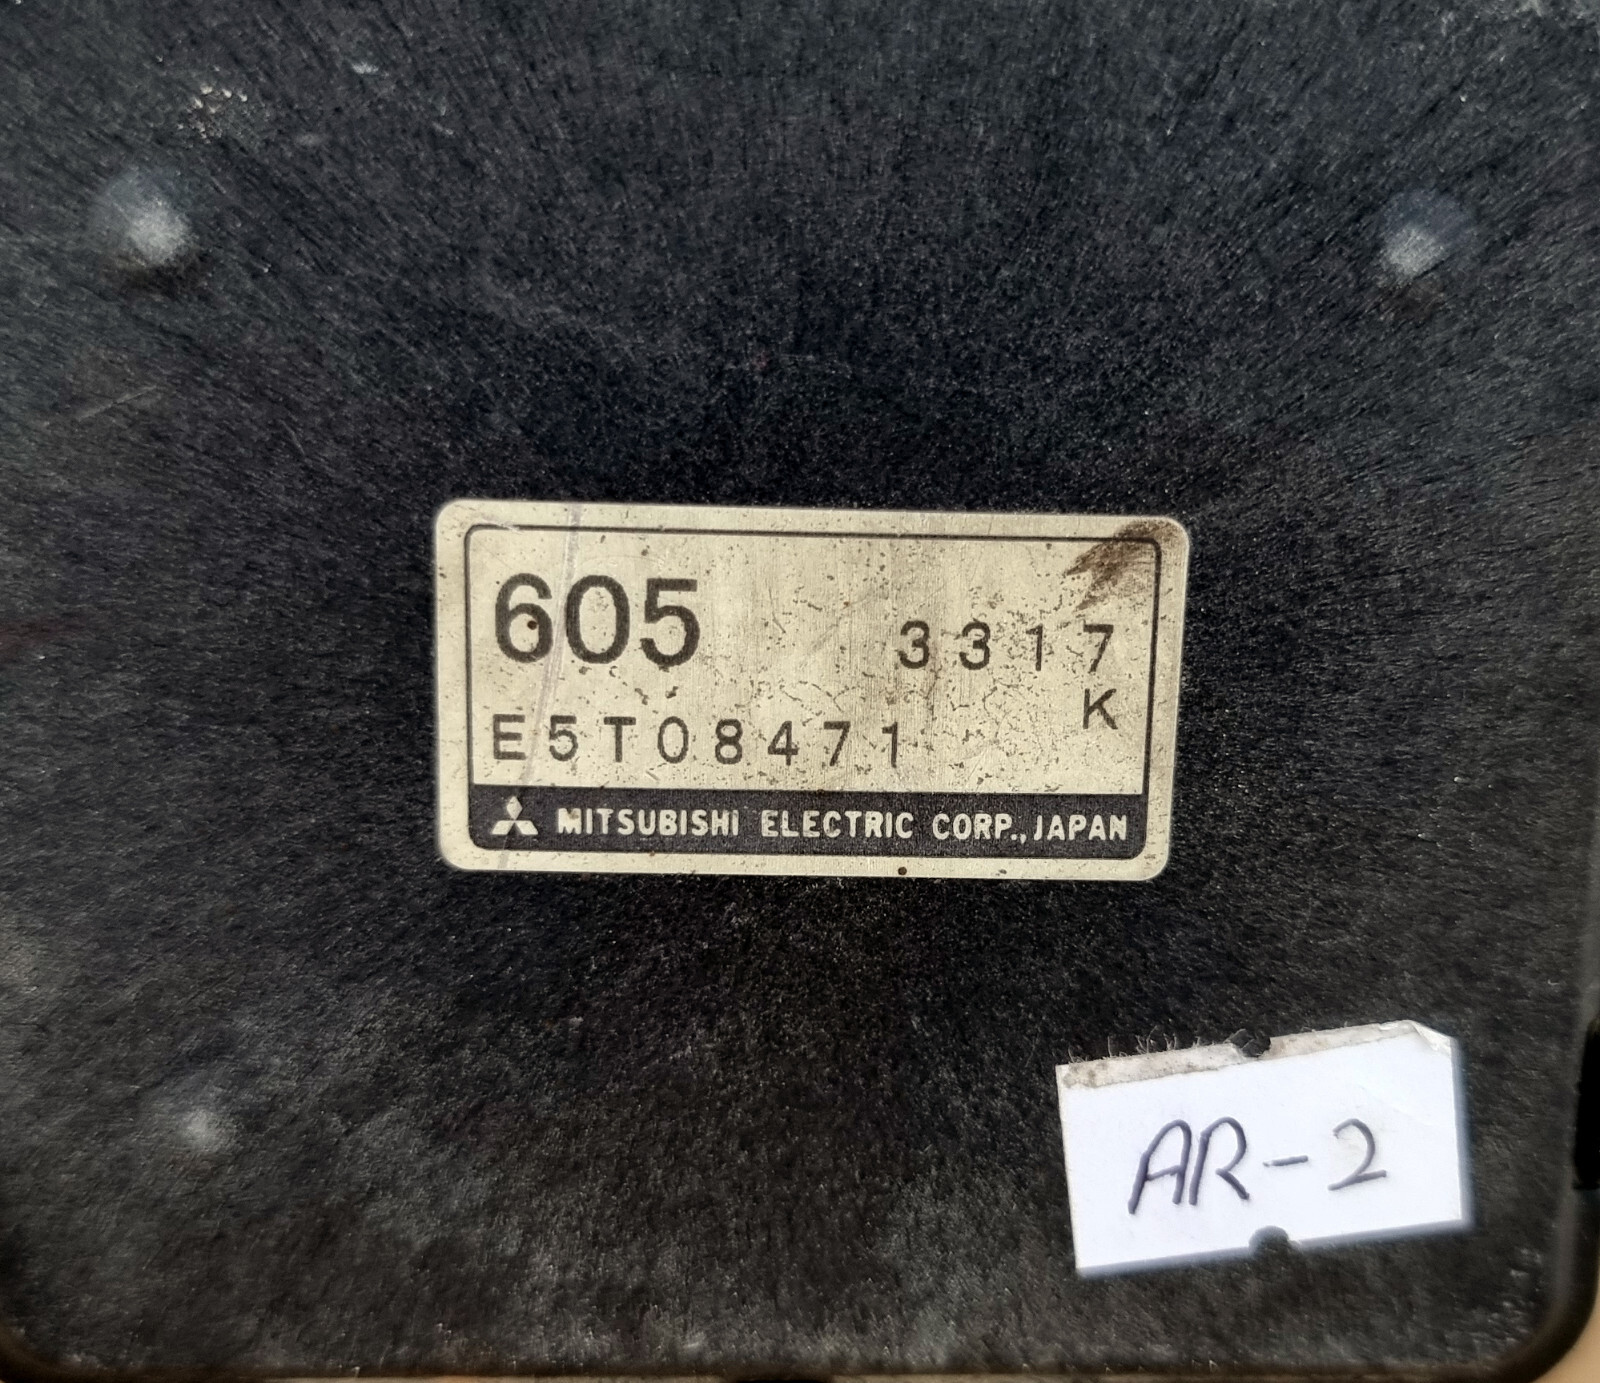 605 3317
K
E5T08471
MITSUBISHI ELECTRIC CORP., JAPAN
AR-2